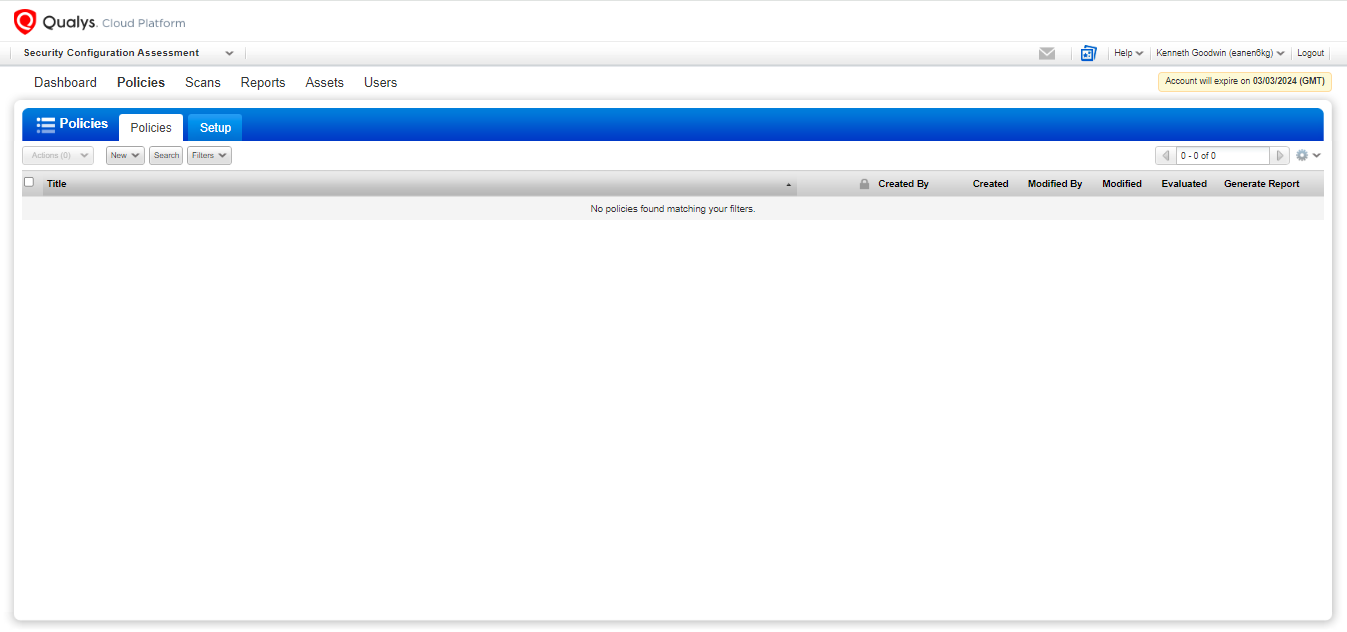 Qualys. Cloud Platform
Security Configuration Assessment
Help
Kenneth Goodwin (eanen6kg)
Logout
Dashboard Policies Scans Reports Assets Users
Account will expire on 03/03/2024 (GMT)
Policies Policies Setup
Actions (0) New Search Filters 0 - 0 of 0
Title Created By Created Modified By Modified Evaluated Generate Report
No policies found matching your filters.